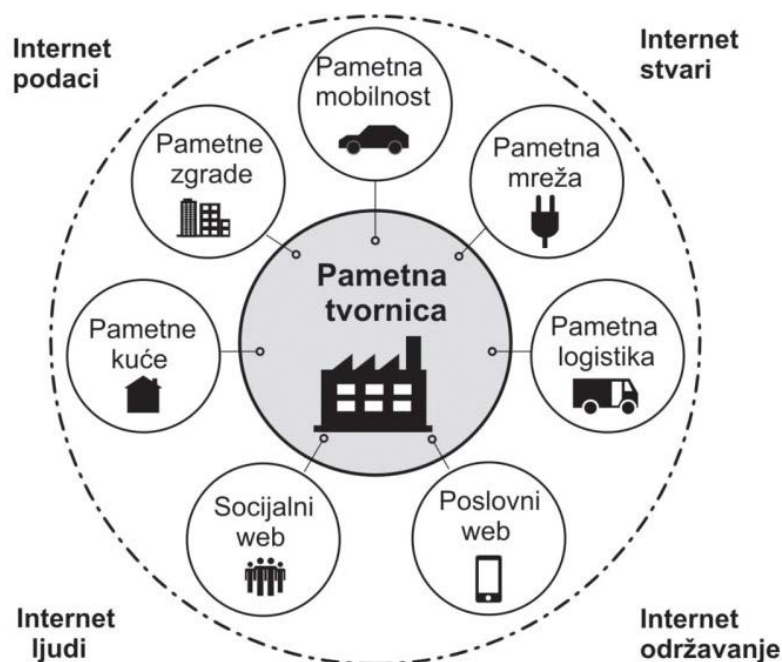 Internet
podaci
Internet
stvari
Pametna
mobilnost
Pametne
zgrade
Pametna
mreža
Pametna
tvornica
Pametne
kuće
Pametna
logistika
Socijalni
web
Poslovni
web
Internet
ljudi
Internet
održavanje